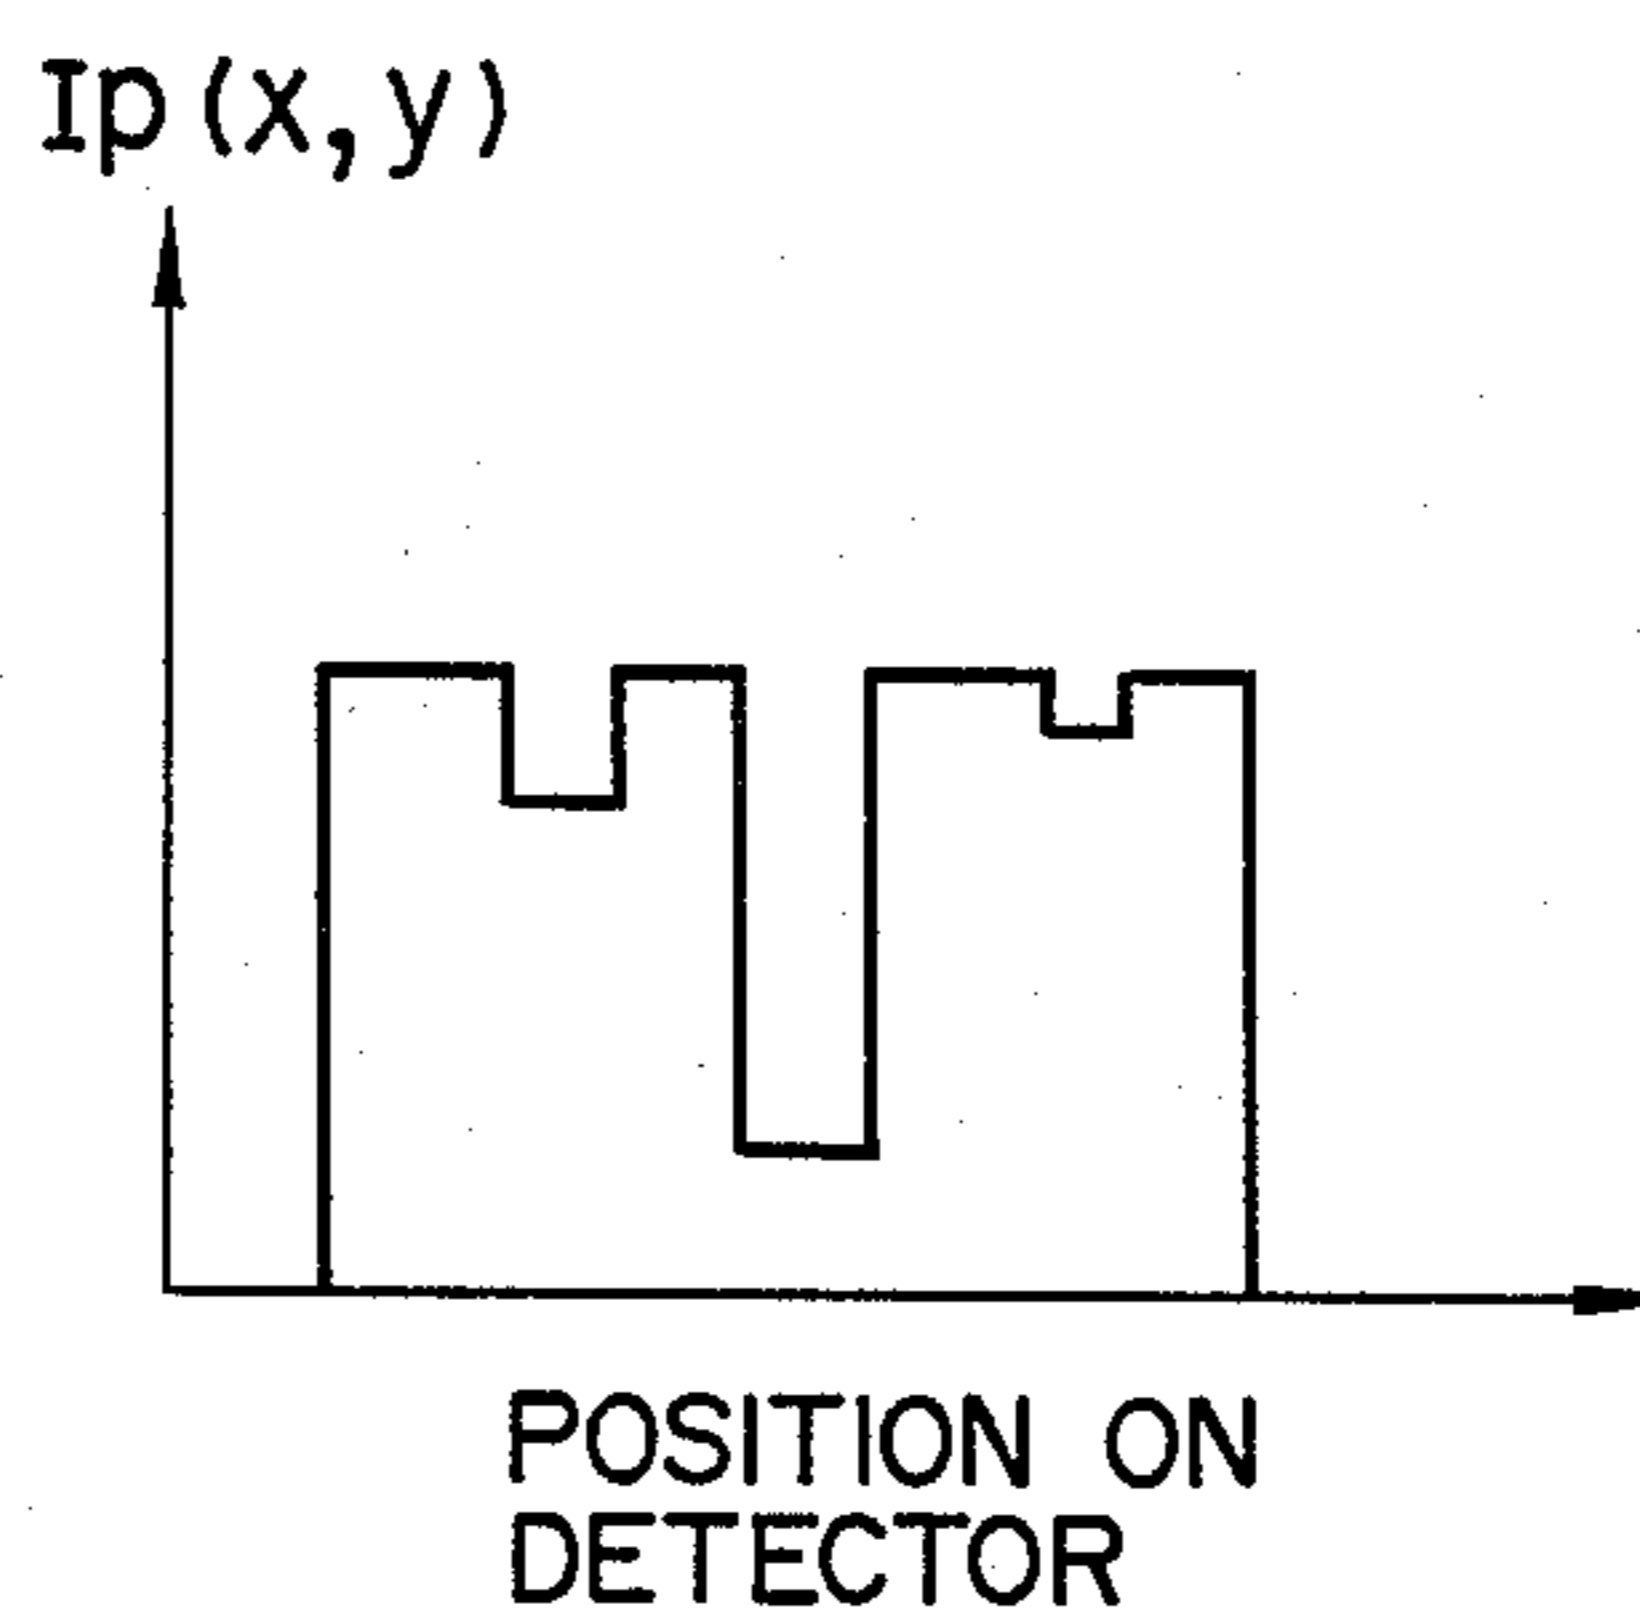 Ip (x, y)
POSITION ON
DETECTOR